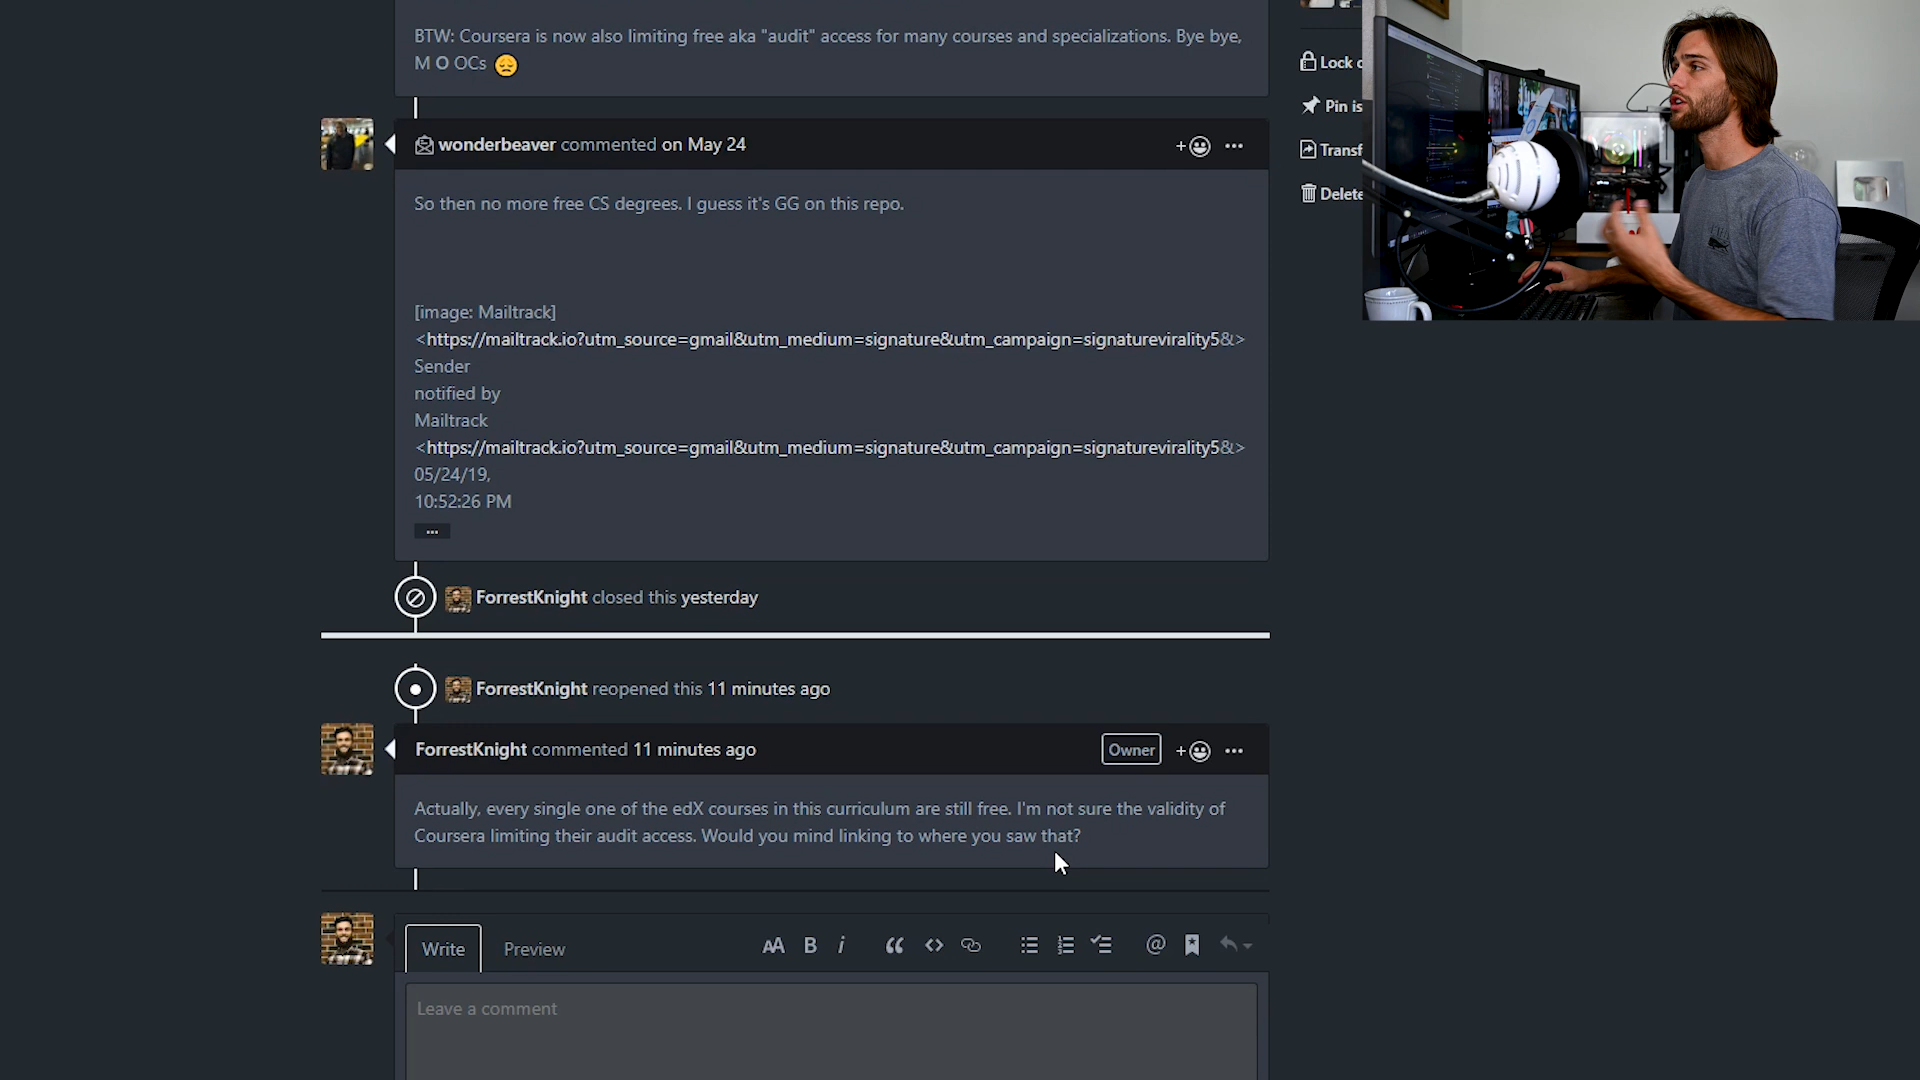 BTW: Coursera is now also limiting free aka "audit" access for many courses and specializations. Bye bye,
M O OCs
Lock
wonderbeaver commented on May 24
Pin is
Transf
Delete
So then no more free CS degrees. I guess it's GG on this repo.
[image: Mailtrack]
<https://mailtrack.io?utm_source=gmail&utm_medium=signature&utm_campaign=signaturevirality5&>
Sender
notified by
Mailtrack
<https://mailtrack.io?utm_source=gmail&utm_medium=signature&utm_campaign=signaturevirality5&>
05/24/19,
10:52:26 PM
...
ForrestKnight closed this yesterday
ForrestKnight reopened this 11 minutes ago
ForrestKnight commented 11 minutes ago Owner
Actually, every single one of the edX courses in this curriculum are still free. I'm not sure the validity of
Coursera limiting their audit access. Would you mind linking to where you saw that?
Write Preview AA B i
Leave a comment